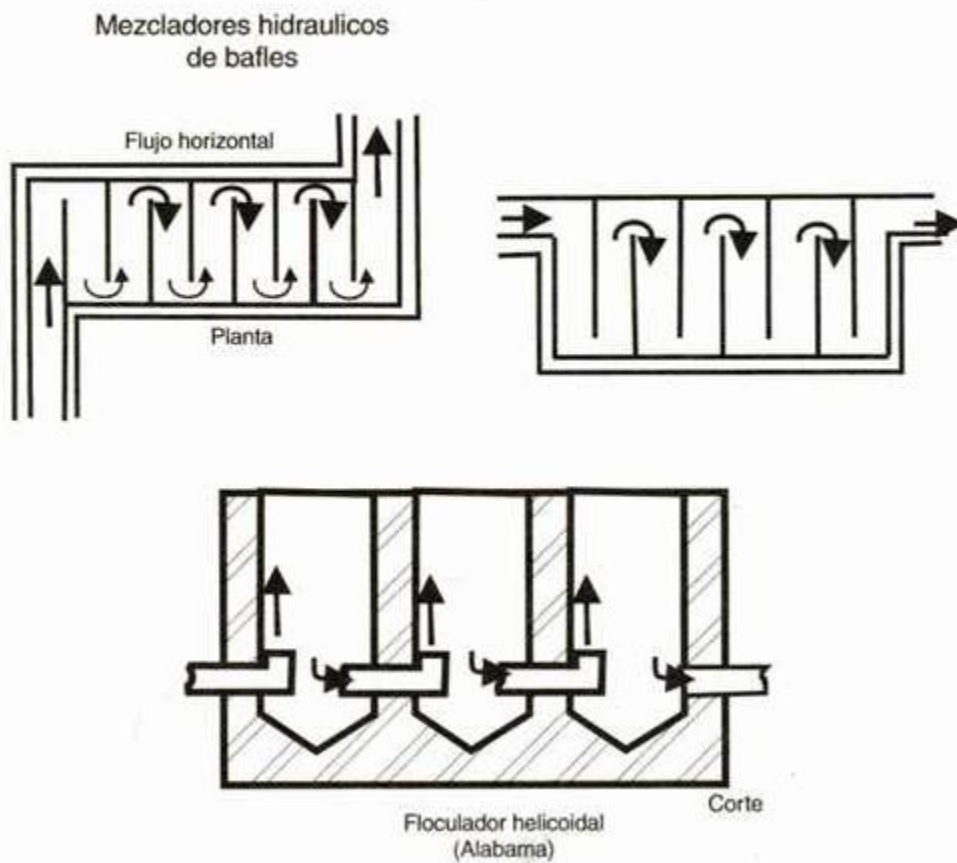 Mezcladores hidraulicos
de bafles
Flujo horizontal
Planta
Corte
Floculador helicoidal
(Alabama)